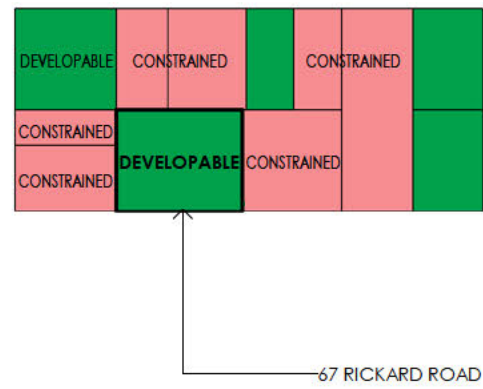 DEVELOPABLE
CONSTRAINED
CONSTRAINED
CONSTRAINED
CONSTRAINED
DEVELOPABLE
CONSTRAINED
67 RICKARD ROAD